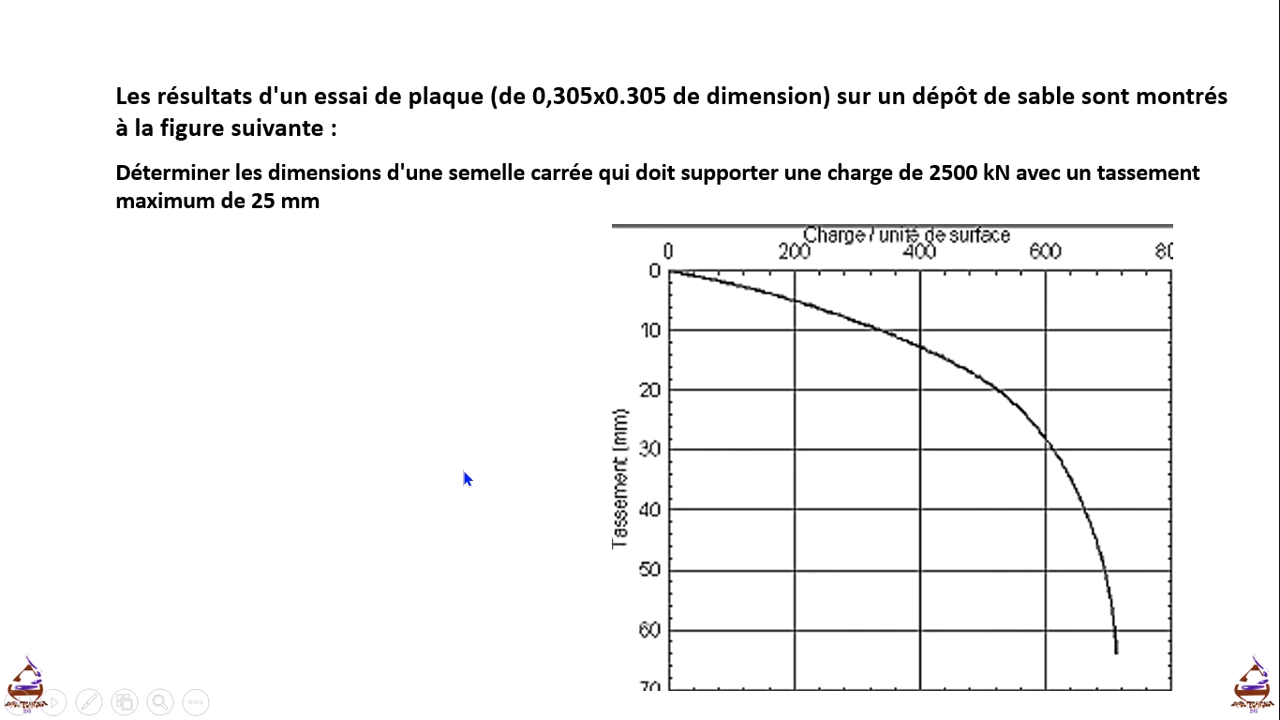 Les résultats d'un essai de plaque (de 0,305x0.305 de dimension) sur un dépôt de sable sont montrés
à la figure suivante :
Déterminer les dimensions d'une semelle carrée qui doit supporter une charge de 2500 kN avec un tassement
maximum de 25 mm
Charge / unité de surface
0 200 400 600 80
0
10
20
30
40
50
60
70
Tassement (mm)